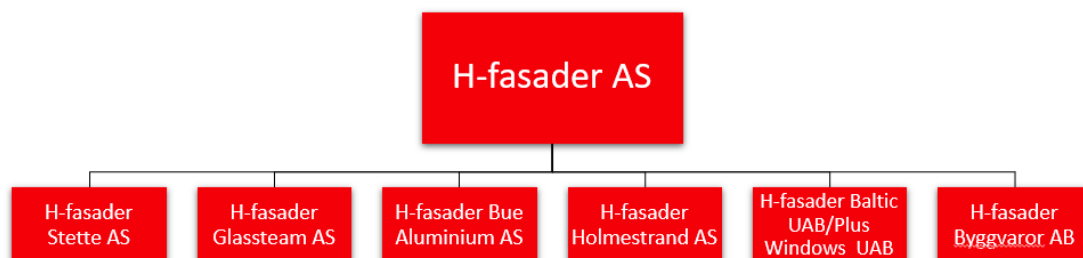 H-fasader AS
H-fasader
Stette AS
H-fasader
Glassteam AS
H-fasader Bue
Aluminium AS
H-fasader
Holmestrand AS
H-fasader Baltic
UAB/Plus
Windows UAB
H-fasader
Byggvaror AB